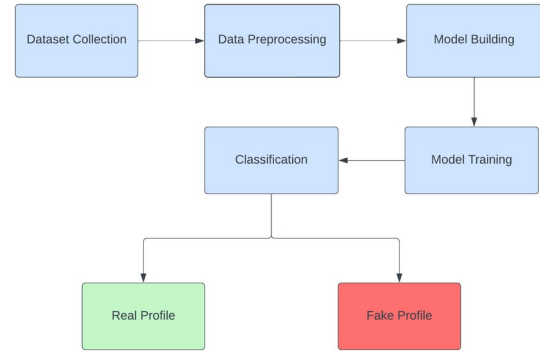 Dataset Collection
Data Preprocessing
Model Building
Model Training
Classification
Real Profile
Fake Profile